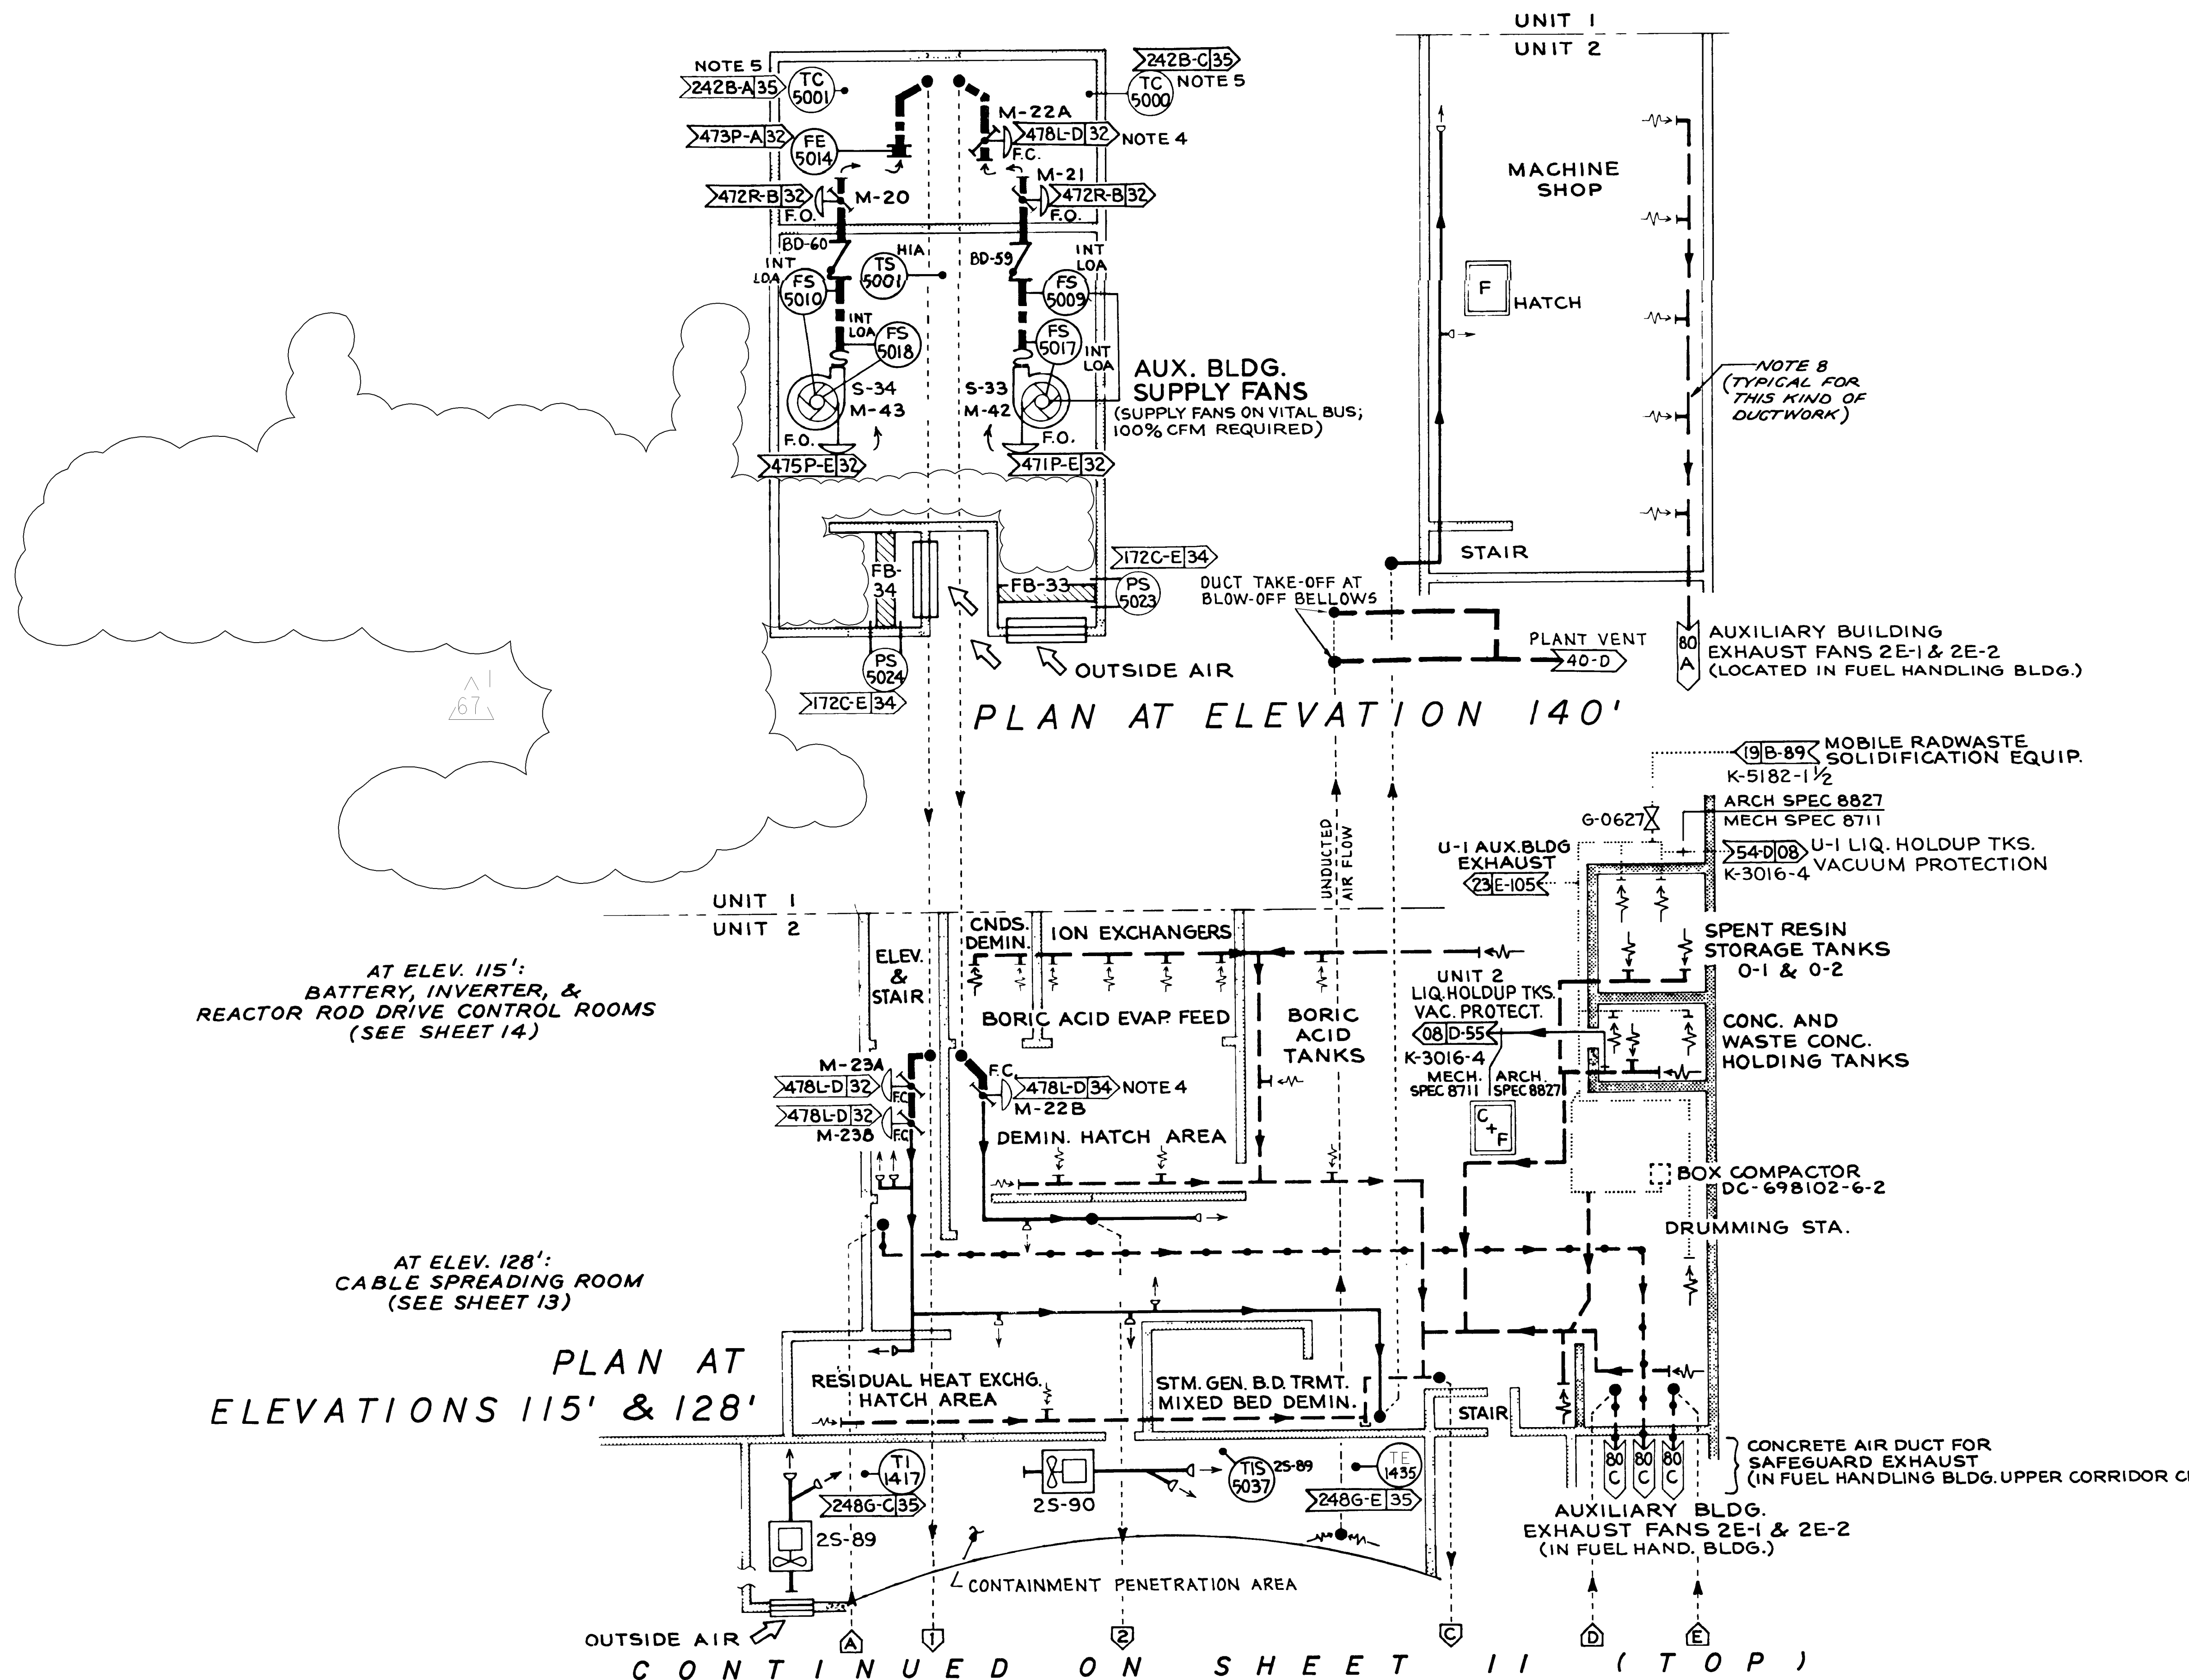 UNIT 1
UNIT 2
NOTE 5
242B-A 35
TC
5001
242B-C 35
TC
5000
NOTE 5
M-22A
478L-D 32
NOTE 4
F.C.
473P-A 32
FE
5014
472R-B 32
M-20
F.O.
M-21
472R-B 32
F.O.
BD-60
HIA
TS
5001
BD-59
INT
LOA
FS
5010
INT
LOA
FS
5009
INT
LOA
FS
5018
FS
5017
INT
LOA
S-34
M-43
S-33
M-42
F.O.
F.O.
475P-E 32
471P-E 32
AUX. BLDG.
SUPPLY FANS
(SUPPLY FANS ON VITAL BUS;
100% CFM REQUIRED)
MACHINE
SHOP
F
HATCH
NOTE 8
(TYPICAL FOR
THIS KIND OF
DUCTWORK)
STAIR
FB-
34
FB-33
172C-E 34
PS
5023
PS
5024
172C-E 34
OUTSIDE AIR
DUCT TAKE-OFF AT
BLOW-OFF BELLOWS
PLANT VENT
40-D
80
A
AUXILIARY BUILDING
EXHAUST FANS 2E-1 & 2E-2
(LOCATED IN FUEL HANDLING BLDG.)
1
67
PLAN AT ELEVATION 140'
19 B-89
MOBILE RADWASTE
SOLIDIFICATION EQUIP.
K-5182-1 1/2
ARCH SPEC 8827
MECH SPEC 8711
G-0627
54-D 08
U-1 LIQ. HOLDUP TKS.
VACUUM PROTECTION
K-3016-4
U-1 AUX.BLDG
EXHAUST
23 E-105
UNDUCTED
AIR FLOW
UNIT 1
UNIT 2
ELEV.
&
STAIR
CNDS.
DEMIN.
ION EXCHANGERS
SPENT RESIN
STORAGE TANKS
0-1 & 0-2
AT ELEV. 115':
BATTERY, INVERTER, &
REACTOR ROD DRIVE CONTROL ROOMS
(SEE SHEET 14)
BORIC ACID EVAP. FEED
BORIC
ACID
TANKS
UNIT 2
LIQ. HOLDUP TKS.
VAC. PROTECT.
08 D-55
K-3016-4
MECH.
SPEC 8711
ARCH.
SPEC 8827
CONC. AND
WASTE CONC.
HOLDING TANKS
M-23A
478L-D 32
F.C.
478L-D 32
M-23B
F.C.
F.C.
478L-D 34
NOTE 4
M-22B
DEMIN. HATCH AREA
C
+
F
BOX COMPACTOR
DC-698102-6-2
DRUMMING STA.
AT ELEV. 128':
CABLE SPREADING ROOM
(SEE SHEET 13)
PLAN AT
ELEVATIONS 115' & 128'
RESIDUAL HEAT EXCHG.
HATCH AREA
STM. GEN. B.D. TRMT.
MIXED BED DEMIN.
STAIR
TI
1417
248G-C 35
2S-89
2S-90
TIS
5037
2S-89
TE
1435
248G-E 35
80
C
80
C
80
C
CONCRETE AIR DUCT FOR
SAFEGUARD EXHAUST
(IN FUEL HANDLING BLDG. UPPER CORRIDOR
AUXILIARY BLDG.
EXHAUST FANS 2E-1 & 2E-2
(IN FUEL HAND. BLDG.)
CONTAINMENT PENETRATION AREA
OUTSIDE AIR
A
1
2
C
D
E
CONTINUED ON SHEET 11 (TOP)